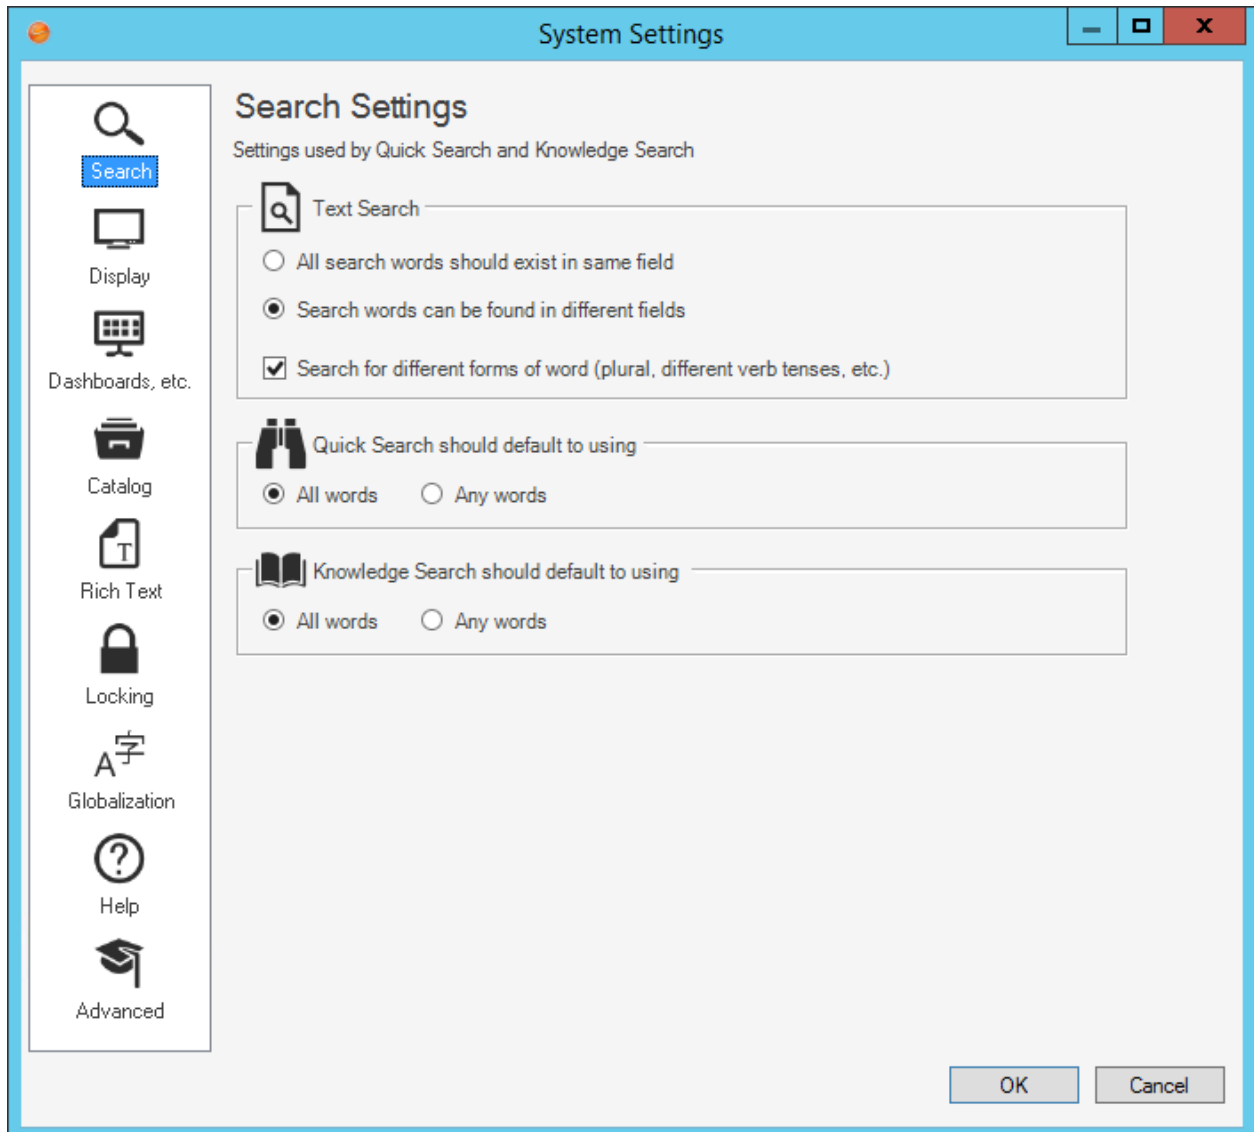 System Settings
Search
Display
Dashboards, etc.
Catalog
Rich Text
Locking
A字
Globalization
Help
Advanced
Search Settings
Settings used by Quick Search and Knowledge Search
Text Search
All search words should exist in same field
Search words can be found in different fields
Search for different forms of word (plural, different verb tenses, etc.)
Quick Search should default to using
All words Any words
Knowledge Search should default to using
All words Any words
OK Cancel